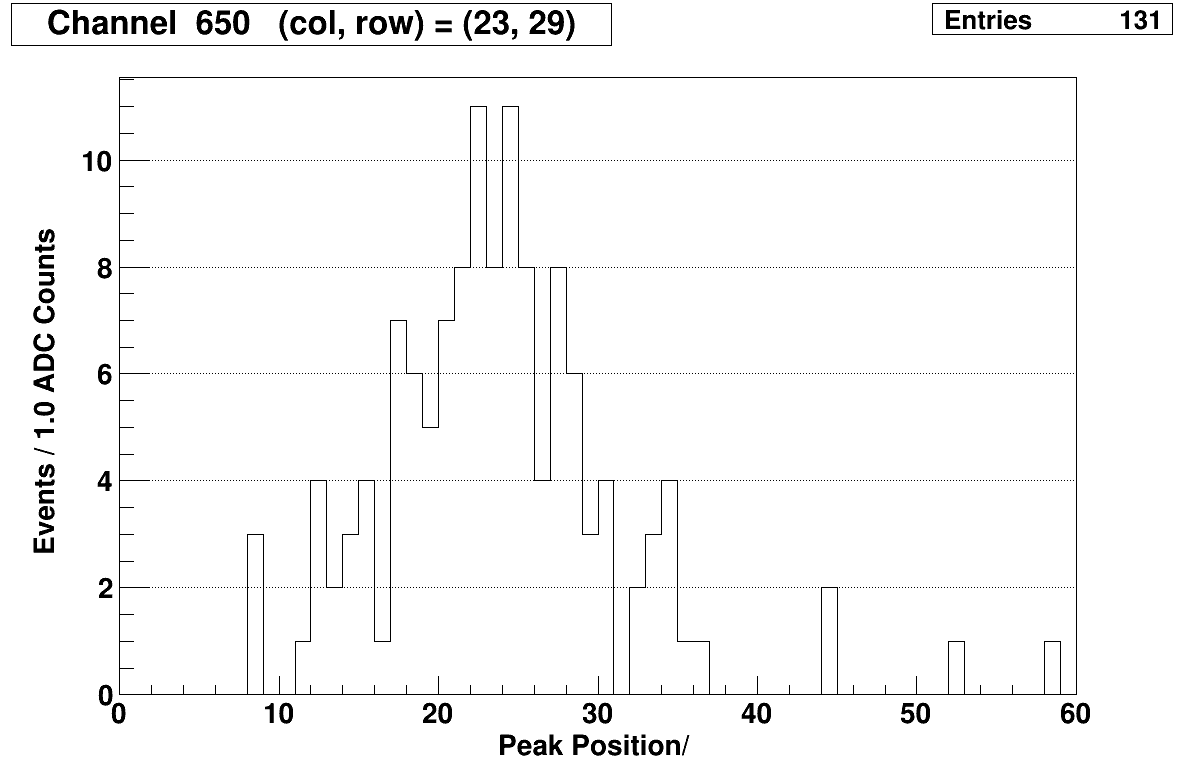 Channel 650 (col, row) = (23, 29)
Entries 131
Events / 1.0 ADC Counts
10
8
6
4
2
0
0 10 20 30 40 50 60
Peak Position/